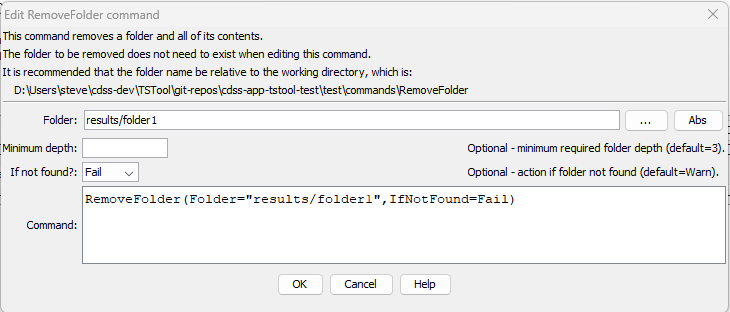 Edit RemoveFolder command
This command removes a folder and all of its contents.
The folder to be removed does not need to exist when editing this command.
It is recommended that the folder name be relative to the working directory, which is:
D:\Users\steve\cdss-dev\TSTool\git-repos\cdss-app-tstool-test\test\commands\RemoveFolder
Folder: results/folder1 ... Abs
Minimum depth: Optional - minimum required folder depth (default=3).
If not found?: Fail Optional - action if folder not found (default=Warn).
Command: RemoveFolder(Folder="results/folder1",IfNotFound=Fail)
OK Cancel Help